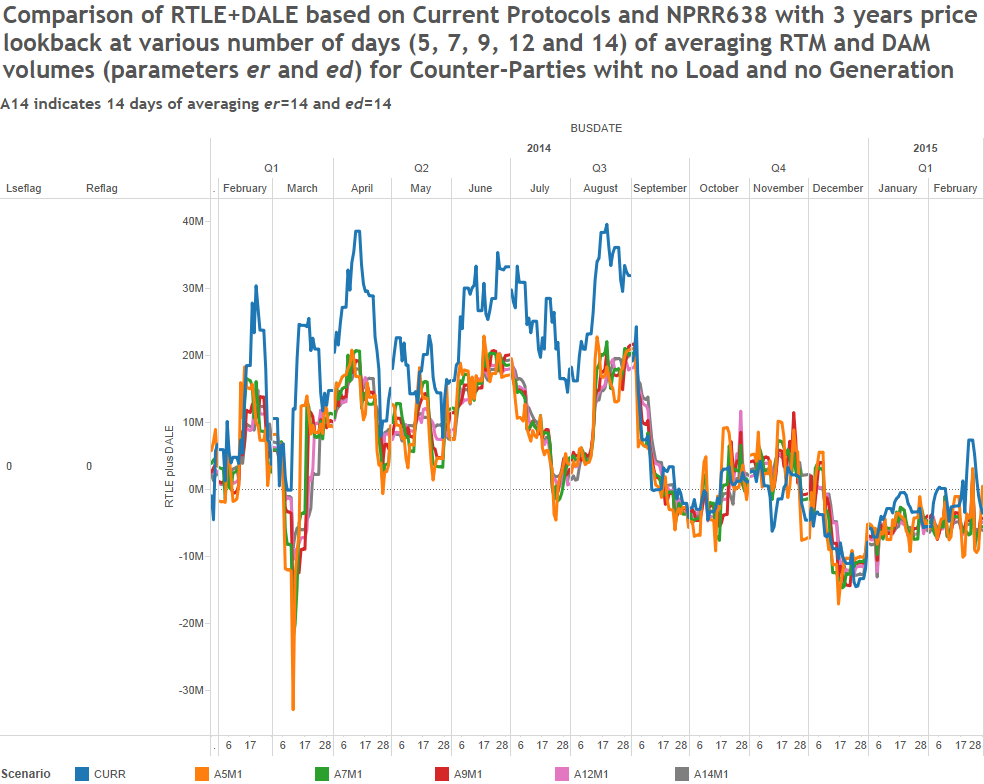 Comparison of RTLE+DALE based on Current Protocols and NPRR638 with 3 years price
lookback at various number of days (5, 7, 9, 12 and 14) of averaging RTM and DAM
volumes (parameters er and ed) for Counter-Parties wiht no Load and no Generation
A14 indicates 14 days of averaging er=14 and ed=14
BUSDATE
2014 2015
Q1 Q2 Q3 Q4 Q1
Lseflag Reflag . February March April May June July August September October November December January February
40M
30M
20M
10M
0 0 0M
-10M
-20M
-30M
RTLE plus DALE
. 6 17 6 17 28 6 17 28 6 17 28 6 17 28 6 17 28 6 17 28 6 17 28 6 17 28 6 17 28 6 17 28 6 17 28 6 17 28
Scenario CURR A5M1 A7M1 A9M1 A12M1 A14M1